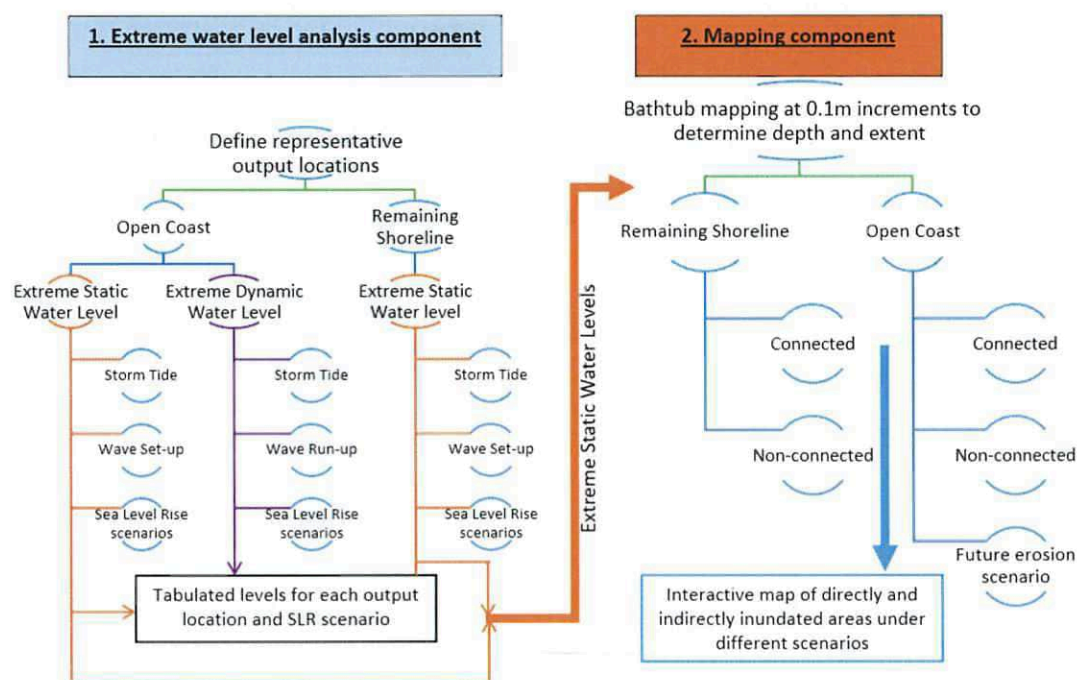 1. Extreme water level analysis component
Define representative
output locations
Open Coast
Remaining
Shoreline
Extreme Static
Water Level
Extreme Dynamic
Water Level
Extreme Static
Water level
Storm Tide
Storm Tide
Storm Tide
Wave Set-up
Wave Run-up
Wave Set-up
Sea Level Rise
scenarios
Sea Level Rise
scenarios
Sea Level Rise
scenarios
Tabulated levels for each output
location and SLR scenario
Extreme Static Water Levels
2. Mapping component
Bathtub mapping at 0.1m increments to
determine depth and extent
Remaining Shoreline
Open Coast
Connected
Connected
Non-connected
Non-connected
Future erosion
scenario
Interactive map of directly and
indirectly inundated areas under
different scenarios